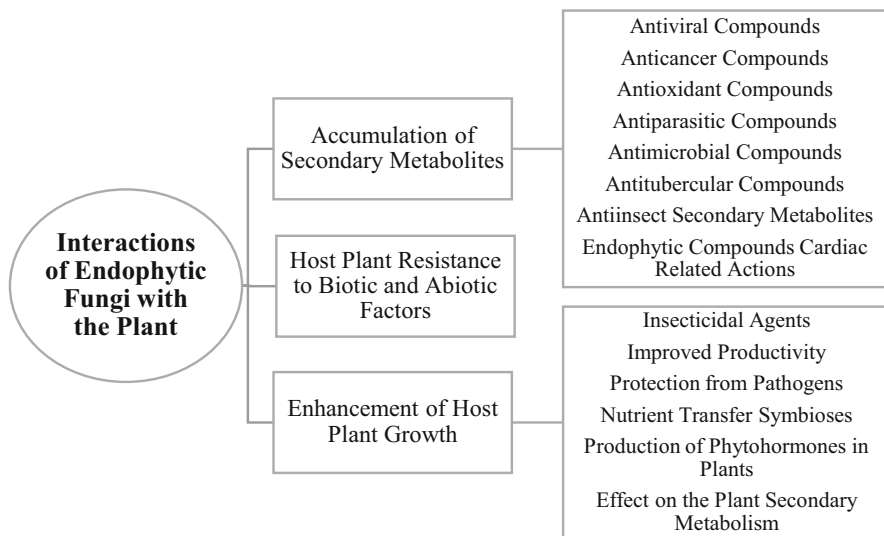 Interactions
of Endophytic
Fungi with
the Plant
Accumulation of
Secondary Metabolites
Host Plant Resistance
to Biotic and Abiotic
Factors
Enhancement of Host
Plant Growth
Antiviral Compounds
Anticancer Compounds
Antioxidant Compounds
Antiparasitic Compounds
Antimicrobial Compounds
Antitubercular Compounds
Antiinsect Secondary Metabolites
Endophytic Compounds Cardiac
Related Actions
Insecticidal Agents
Improved Productivity
Protection from Pathogens
Nutrient Transfer Symbioses
Production of Phytohormones in
Plants
Effect on the Plant Secondary
Metabolism